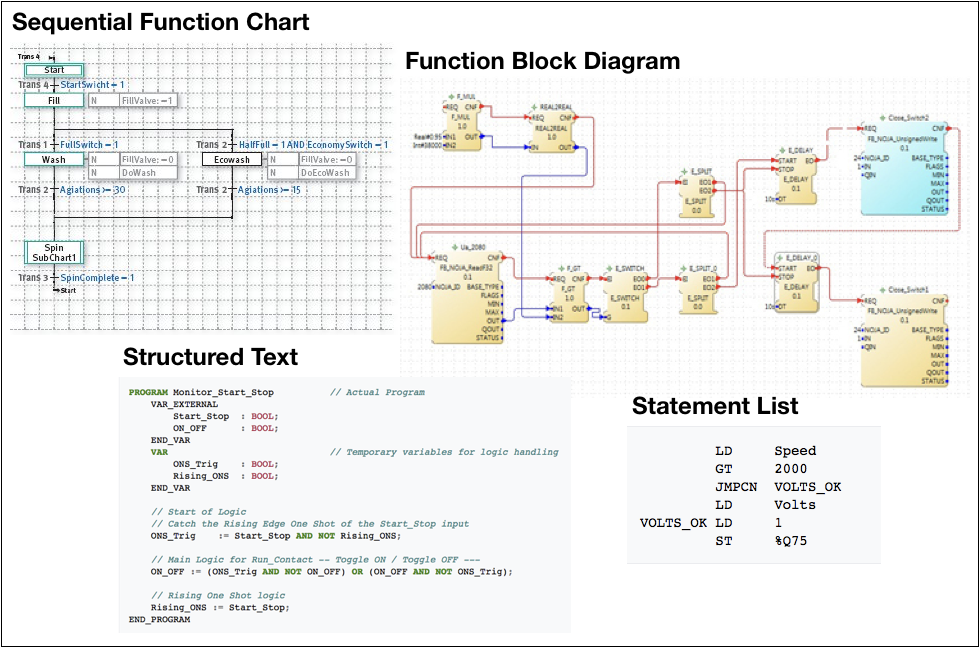 Sequential Function Chart
Trans 4
Start
Trans 4 StartSwicht = 1
Fill N FillValve: =1
Trans 1 FullSwitch = 1
Trans 2 HalfFull = 1 AND EconomySwitch = 1
Wash N FillValve: =0
N DoWash
Ecowash N FillValve: =0
N DoEcoWash
Trans 2 Agiations >= 30
Trans 2 Agiations >= 15
Spin
SubChart1
Trans 3 SpinComplete = 1
Start
Function Block Diagram
F_MUL
REQ CNF
F_MUL
1.0
Real#0.95 IN1 OUT
Int#38000 IN2
REAL2REAL
REQ CNF
REAL2REAL
1.0
IN OUT
E_SPLIT
EI EO1
EO2
E_SPLIT
0.0
E_DELAY
START EO
STOP
E_DELAY
0.1
10s DT
Close_Switch2
REQ CNF
FB_NOJA_UnsignedWrite
0.1
24 NOJA_ID BASE_TYPE
1 IN FLAGS
QIN MIN
MAX
OUT
QOUT
STATUS
Ua_2080
REQ CNF
FB_NOJA_ReadF32
0.1
2080 NOJA_ID BASE_TYPE
FLAGS
MIN
MAX
OUT
QOUT
STATUS
F_GT
REQ CNF
F_GT
1.0
IN1 OUT
IN2
E_SWITCH
EI EO0
EO1
E_SWITCH
0.1
G
E_SPLIT_0
EI EO1
EO2
E_SPLIT
0.0
E_DELAY_0
START EO
STOP
E_DELAY
0.1
10s DT
Close_Switch1
REQ CNF
FB_NOJA_UnsignedWrite
0.1
24 NOJA_ID BASE_TYPE
1 IN FLAGS
QIN MIN
MAX
OUT
QOUT
STATUS
Structured Text
PROGRAM Monitor_Start_Stop // Actual Program
VAR_EXTERNAL
Start_Stop : BOOL;
ON_OFF : BOOL;
END_VAR
VAR // Temporary variables for logic handling
ONS_Trig : BOOL;
Rising_ONS : BOOL;
END_VAR
// Start of Logic
// Catch the Rising Edge One Shot of the Start_Stop input
ONS_Trig := Start_Stop AND NOT Rising_ONS;
// Main Logic for Run_Contact -- Toggle ON / Toggle OFF ---
ON_OFF := (ONS_Trig AND NOT ON_OFF) OR (ON_OFF AND NOT ONS_Trig);
// Rising One Shot logic
Rising_ONS := Start_Stop;
END_PROGRAM
Statement List
LD Speed
GT 2000
JMPCN VOLTS_OK
LD Volts
VOLTS_OK LD 1
ST %Q75